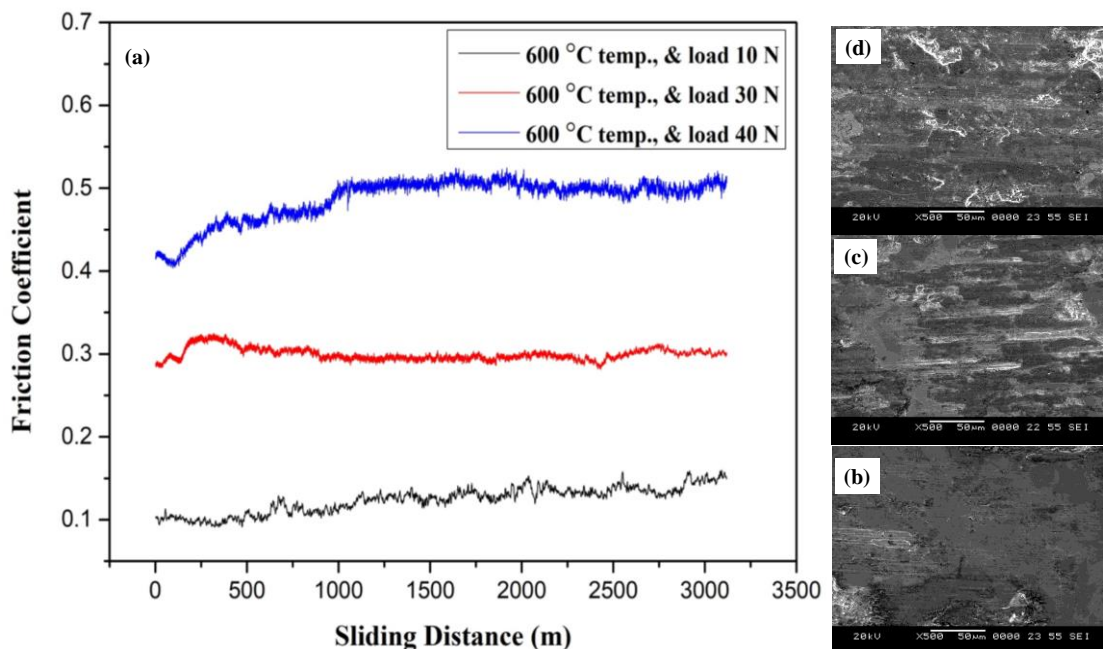 (a)
600 °C temp., & load 10 N
600 °C temp., & load 30 N
600 °C temp., & load 40 N
0.7
0.6
0.5
0.4
0.3
0.2
0.1
Friction Coefficient
0
500
1000
1500
2000
2500
3000
3500
Sliding Distance (m)
(d)
20kV X500 50μm 0000 23 55 SEI
(c)
20kV X500 50μm 0000 22 55 SEI
(b)
20kV X500 50μm 0000 23 55 SEI